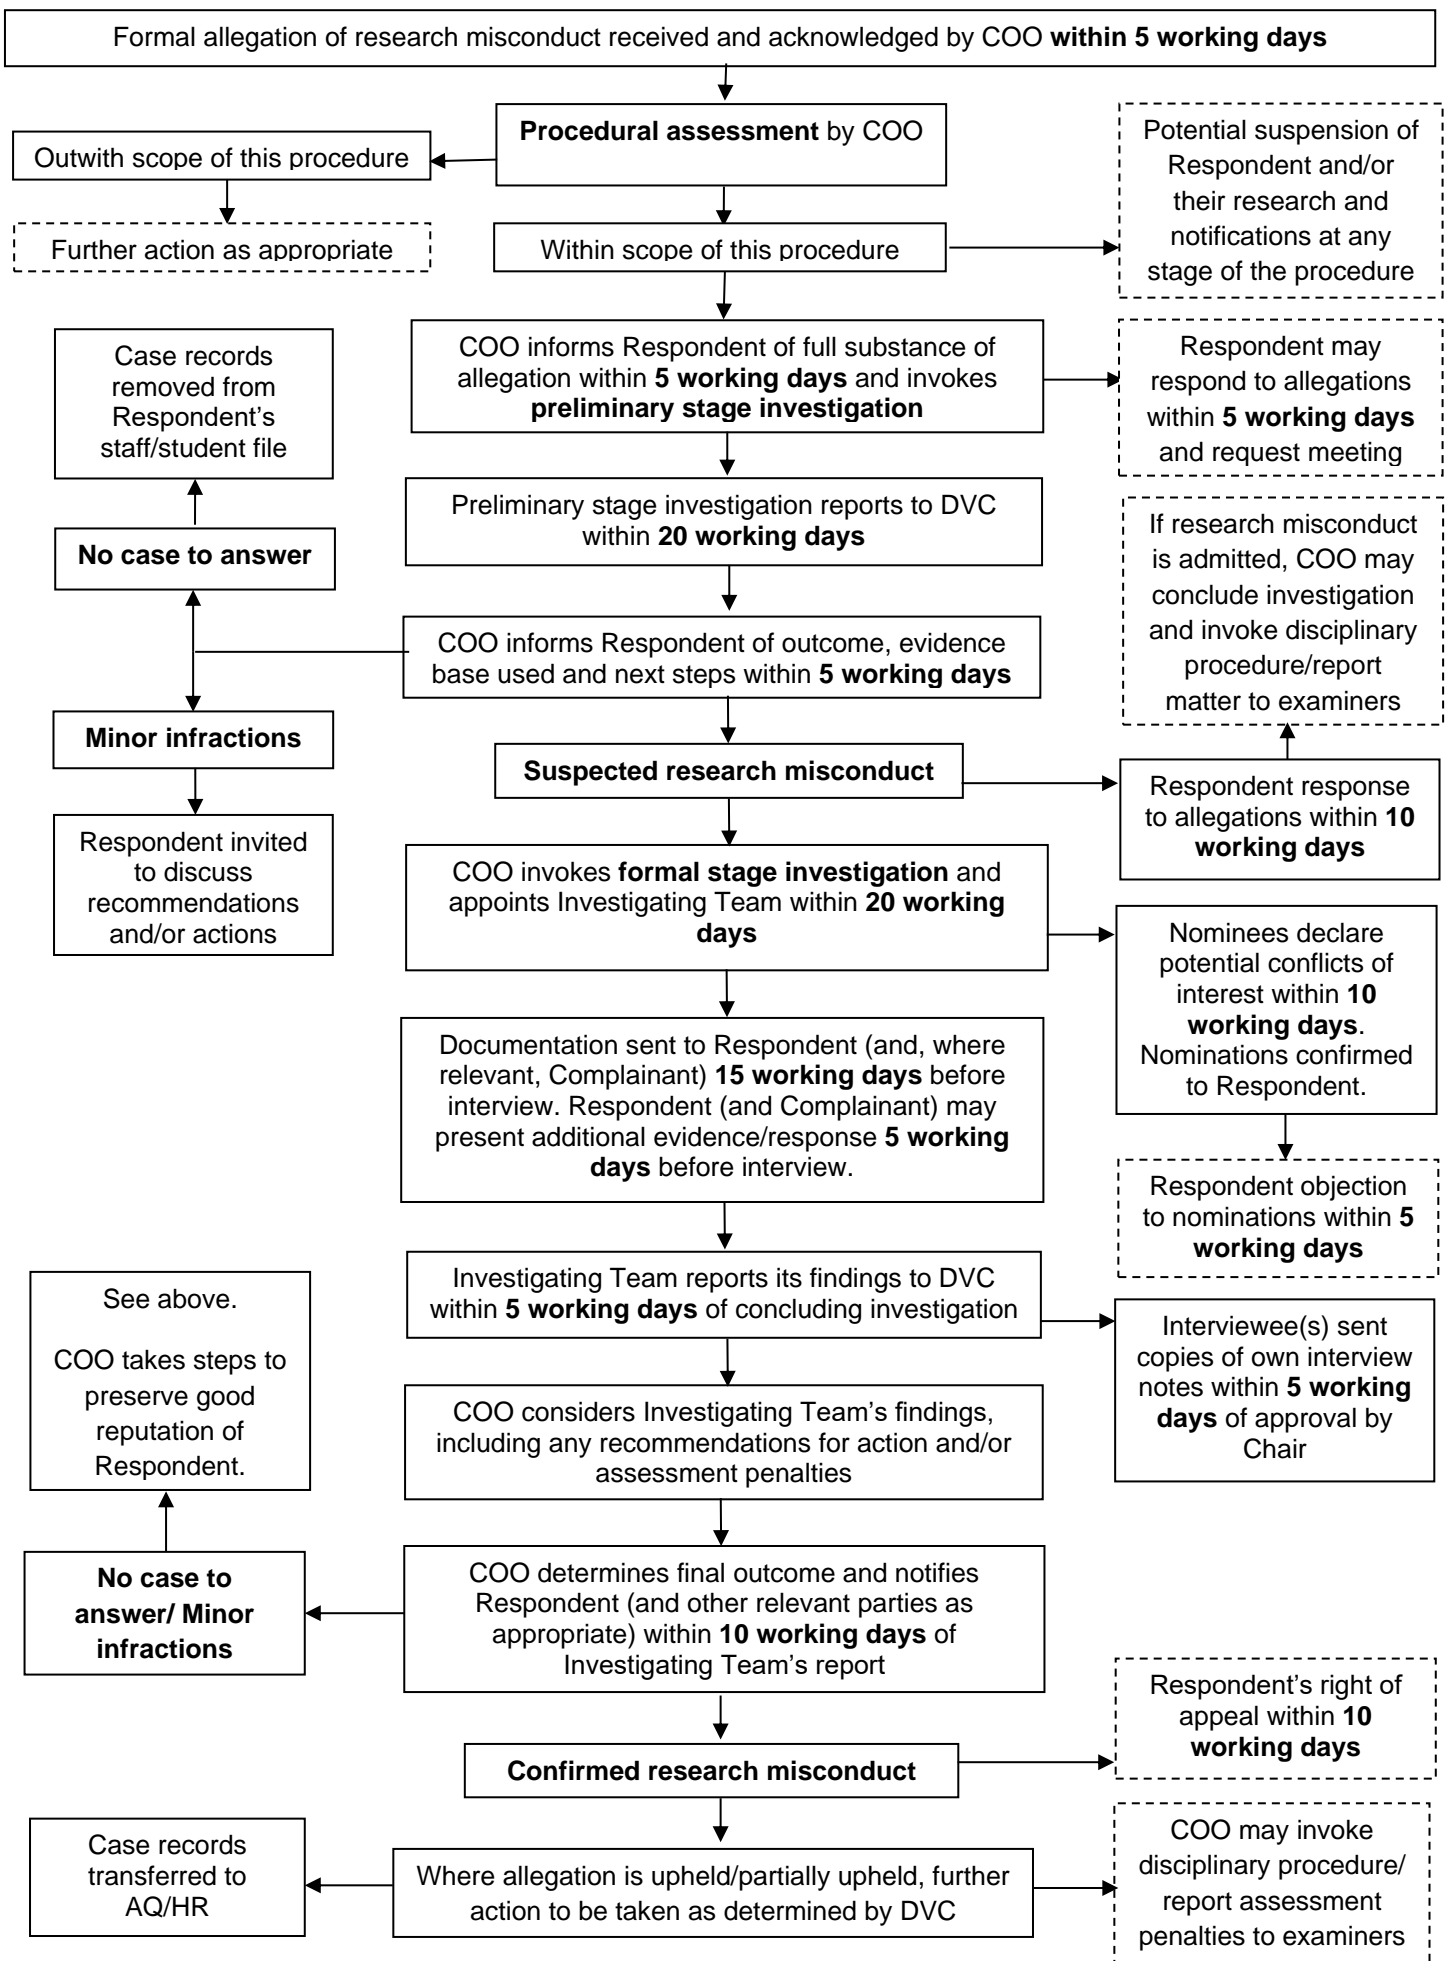 Formal allegation of research misconduct received and acknowledged by COO within 5 working days
Procedural assessment by COO
Outwith scope of this procedure
Further action as appropriate
Within scope of this procedure
Potential suspension of
Respondent and/or
their research and
notifications at any
stage of the procedure
COO informs Respondent of full substance of
allegation within 5 working days and invokes
preliminary stage investigation
Respondent may
respond to allegations
within 5 working days
and request meeting
Case records
removed from
Respondent’s
staff/student file
No case to answer
Preliminary stage investigation reports to DVC
within 20 working days
If research misconduct
is admitted, COO may
conclude investigation
and invoke disciplinary
procedure/report
matter to examiners
COO informs Respondent of outcome, evidence
base used and next steps within 5 working days
Minor infractions
Respondent invited
to discuss
recommendations
and/or actions
Suspected research misconduct
Respondent response
to allegations within 10
working days
COO invokes formal stage investigation and
appoints Investigating Team within 20 working
days
Nominees declare
potential conflicts of
interest within 10
working days.
Nominations confirmed
to Respondent.
Documentation sent to Respondent (and, where
relevant, Complainant) 15 working days before
interview. Respondent (and Complainant) may
present additional evidence/response 5 working
days before interview.
Respondent objection
to nominations within 5
working days
Investigating Team reports its findings to DVC
within 5 working days of concluding investigation
Interviewee(s) sent
copies of own interview
notes within 5 working
days of approval by
Chair
See above.
COO takes steps to
preserve good
reputation of
Respondent.
COO considers Investigating Team’s findings,
including any recommendations for action and/or
assessment penalties
No case to
answer/ Minor
infractions
COO determines final outcome and notifies
Respondent (and other relevant parties as
appropriate) within 10 working days of
Investigating Team’s report
Respondent’s right of
appeal within 10
working days
Confirmed research misconduct
Case records
transferred to
AQ/HR
Where allegation is upheld/partially upheld, further
action to be taken as determined by DVC
COO may invoke
disciplinary procedure/
report assessment
penalties to examiners